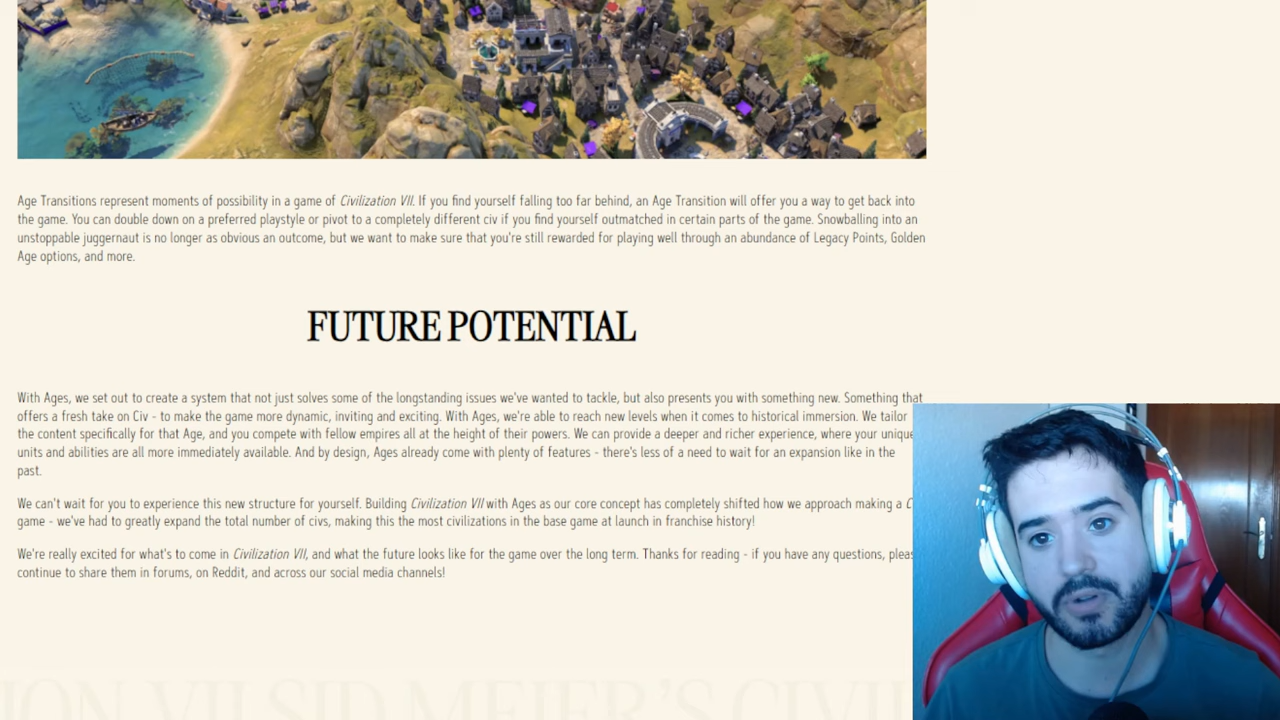 Age Transitions represent moments of possibility in a game of Civilization VII. If you find yourself falling too far behind, an Age Transition will offer you a way to get back into
the game. You can double down on a preferred playstyle or pivot to a completely different civ if you find yourself outmatched in certain parts of the game. Snowballing into an
unstoppable juggernaut is no longer as obvious an outcome, but we want to make sure that you're still rewarded for playing well through an abundance of Legacy Points, Golden
Age options, and more.
FUTURE POTENTIAL
With Ages, we set out to create a system that not just solves some of the longstanding issues we've wanted to tackle, but also presents you with something new. Something that
offers a fresh take on Civ - to make the game more dynamic, inviting and exciting. With Ages, we're able to reach new levels when it comes to historical immersion. We tailor
the content specifically for that Age, and you compete with fellow empires all at the height of their powers. We can provide a deeper and richer experience, where your unique
units and abilities are all more immediately available. And by design, Ages already come with plenty of features - there's less of a need to wait for an expansion like in the
past.
We can't wait for you to experience this new structure for yourself. Building Civilization VII with Ages as our core concept has completely shifted how we approach making a
game - we've had to greatly expand the total number of civs, making this the most civilizations in the base game at launch in franchise history!
We're really excited for what's to come in Civilization VII, and what the future looks like for the game over the long term. Thanks for reading - if you have any questions,
continue to share them in forums, on Reddit, and across our social media channels!
VII SID MEIER'S